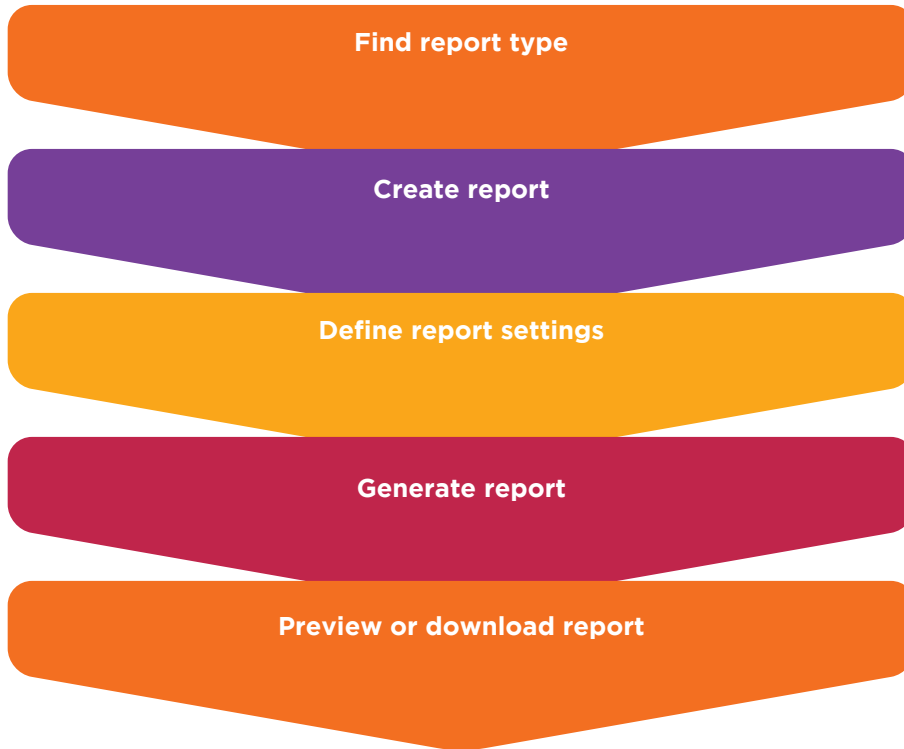 Find report type
Create report
Define report settings
Generate report
Preview or download report